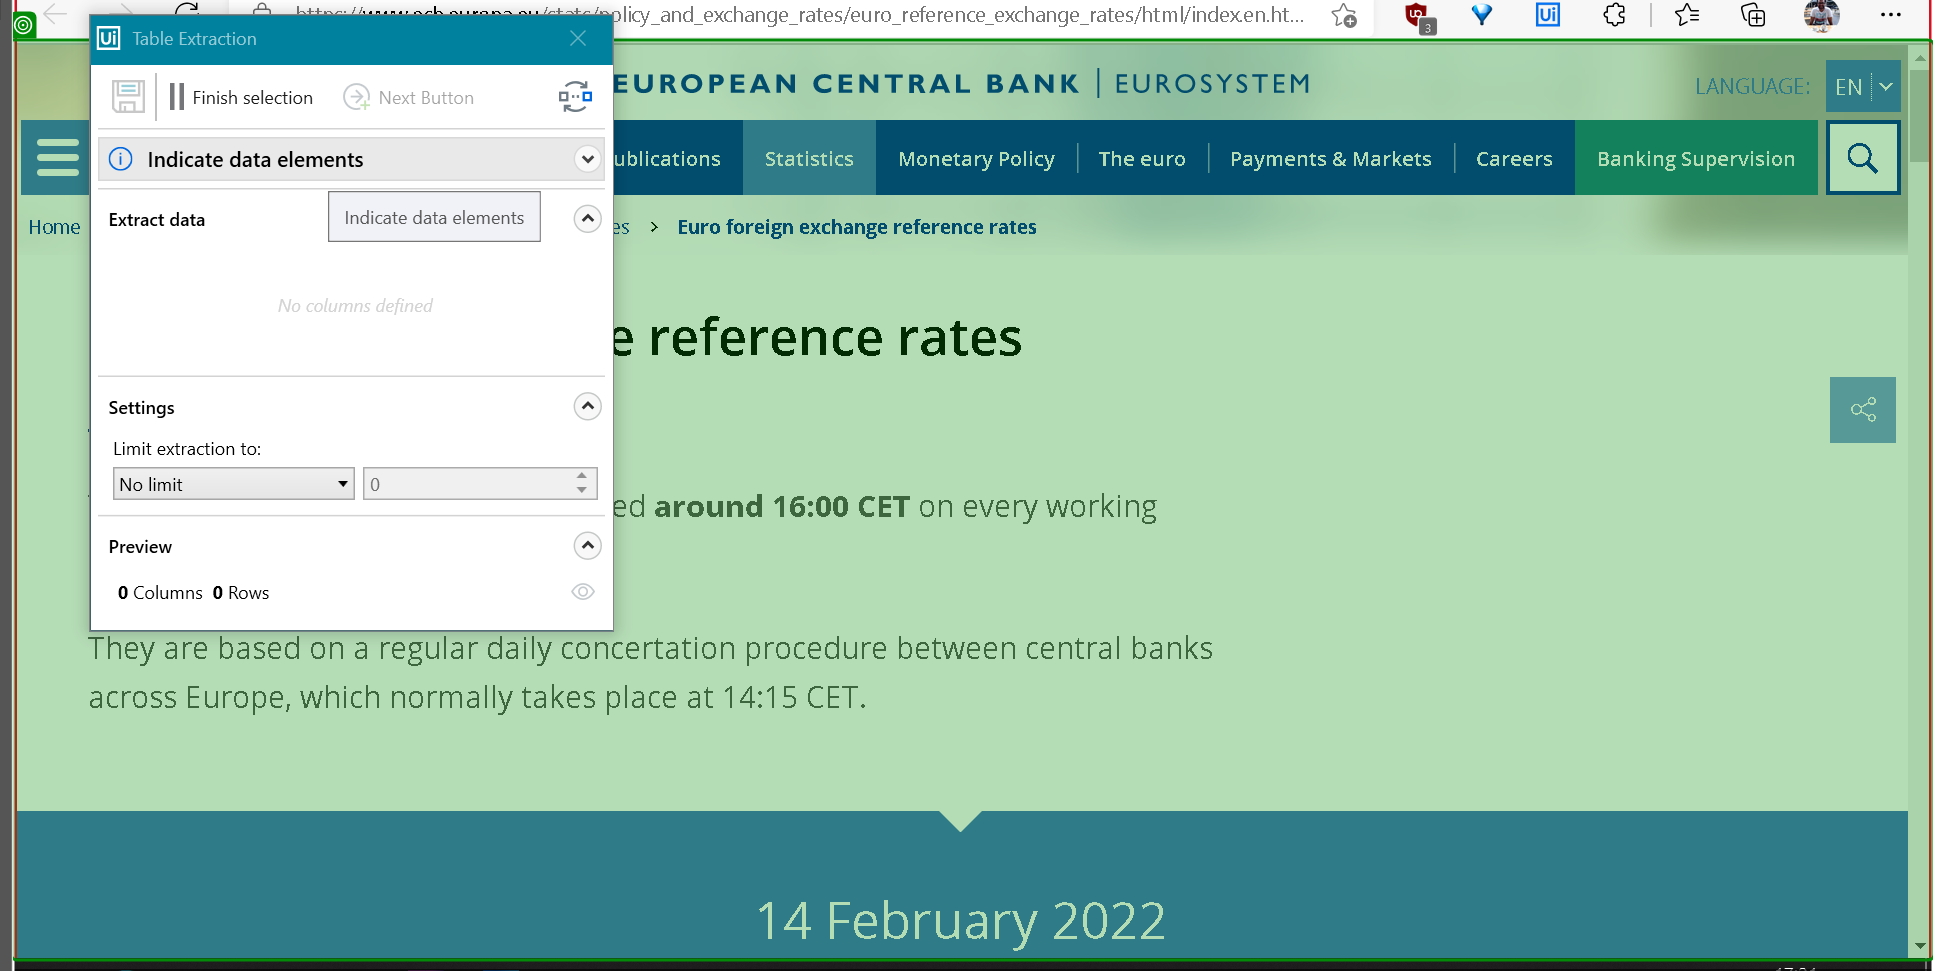 https://www.ecb.europa.eu/stats/policy_and_exchange_rates/euro_reference_exchange_rates/html/index.en.ht...
3
Ui
Ui Table Extraction
EUROPEAN CENTRAL BANK | EUROSYSTEM
LANGUAGE:
EN
Finish selection
Next Button
Indicate data elements
ublications
Statistics
Monetary Policy
The euro
Payments & Markets
Careers
Banking Supervision
Extract data
Indicate data elements
Home
es > Euro foreign exchange reference rates
No columns defined
e reference rates
Settings
Limit extraction to:
No limit
0
ed around 16:00 CET on every working
Preview
0 Columns 0 Rows
They are based on a regular daily concertation procedure between central banks
across Europe, which normally takes place at 14:15 CET.
14 February 2022